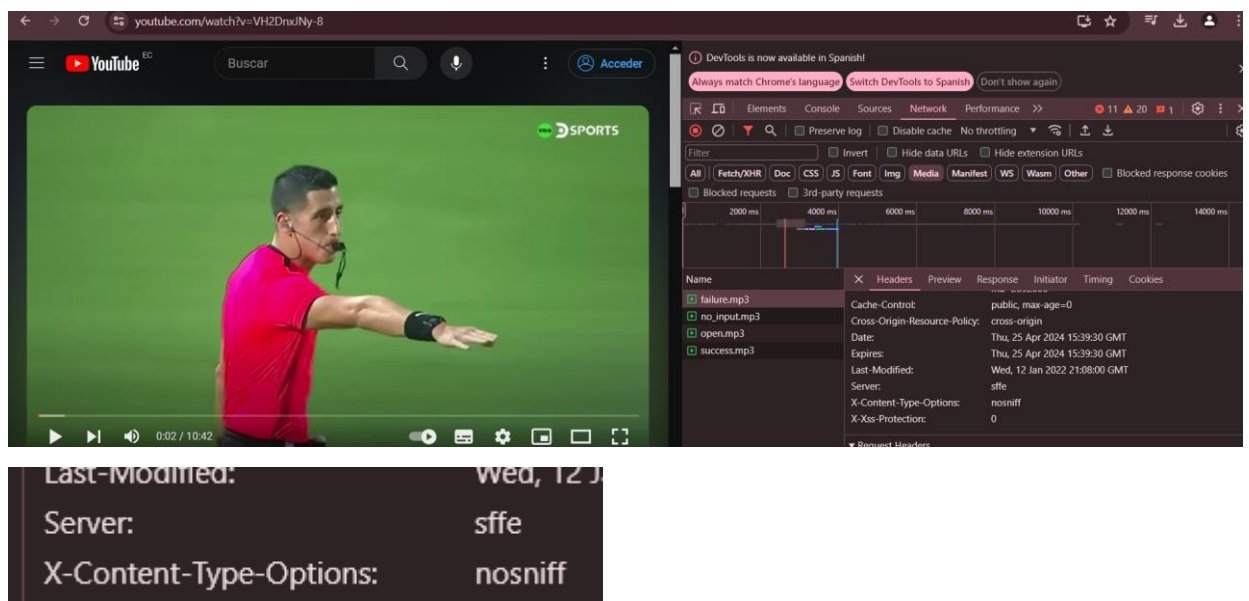 youtube.com/watch?v=VH2DnxJNy-8
YouTube EC
Buscar
Acceder
VIVO DSPORTS
0:02 / 10:42
DevTools is now available in Spanish!
Always match Chrome's language Switch DevTools to Spanish Don't show again
Elements Console Sources Network Performance 11 20 1
Preserve log Disable cache No throttling
Filter Invert Hide data URLs Hide extension URLs
All Fetch/XHR Doc CSS JS Font Img Media Manifest WS Wasm Other Blocked response cookies
Blocked requests 3rd-party requests
2000 ms 4000 ms 6000 ms 8000 ms 10000 ms 12000 ms 14000 ms
Name
failure.mp3
no_input.mp3
open.mp3
success.mp3
Headers Preview Response Initiator Timing Cookies
Cache-Control: public, max-age=0
Cross-Origin-Resource-Policy: cross-origin
Date: Thu, 25 Apr 2024 15:39:30 GMT
Expires: Thu, 25 Apr 2024 15:39:30 GMT
Last-Modified: Wed, 12 Jan 2022 21:08:00 GMT
Server: sffe
X-Content-Type-Options: nosniff
X-Xss-Protection: 0
Request Headers
Last-Modified: Wed, 12 J
Server: sffe
X-Content-Type-Options: nosniff